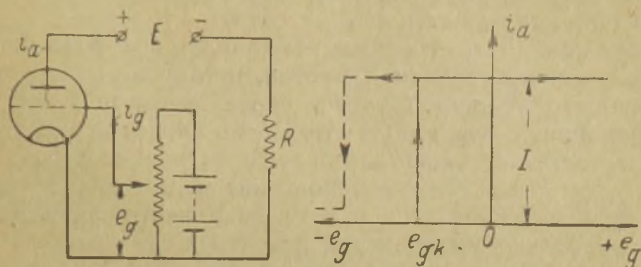 + E −
i_a
i_g
e_g
R
i_a
I
-e_g e_gk. 0 +e_g